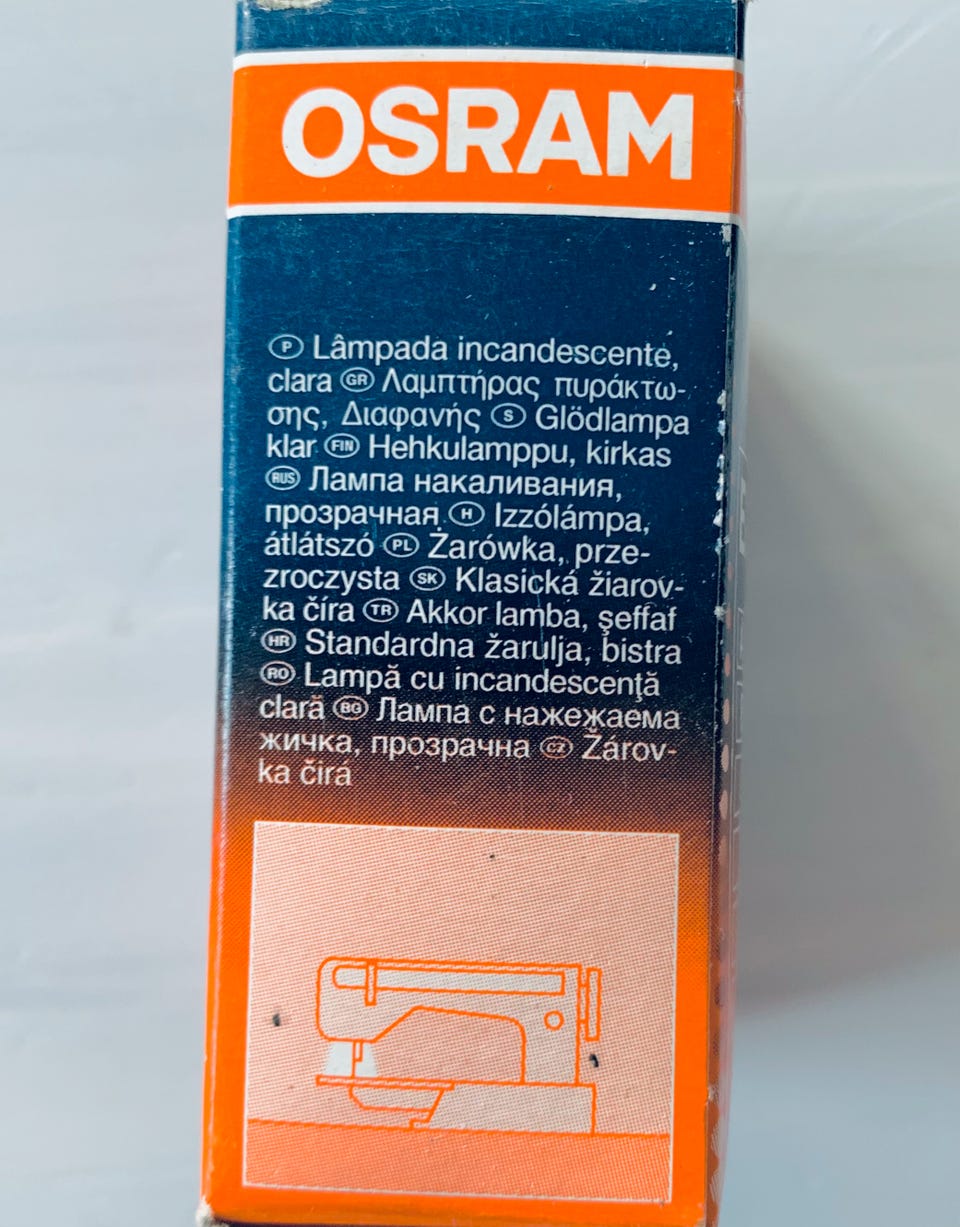 OSRAM
(P) Lâmpada incandescente,
clara (GR) Λαμπτήρας πυράκτω-
σης, Διαφανής (S) Glödlampa
klar (FIN) Hehkulamppu, kirkas
(RUS) Лампа накаливания,
прозрачная (H) Izzólámpa,
átlátszó (PL) Żarówka, prze-
zroczysta (SK) Klasická žiarov-
ka číra (TR) Akkor lamba, şeffaf
(HR) Standardna žarulja, bistra
(RO) Lampă cu incandescenţă
clară (BG) Лампа с нажежаема
жичка, прозрачна (CZ) Žárov-
ka čirá